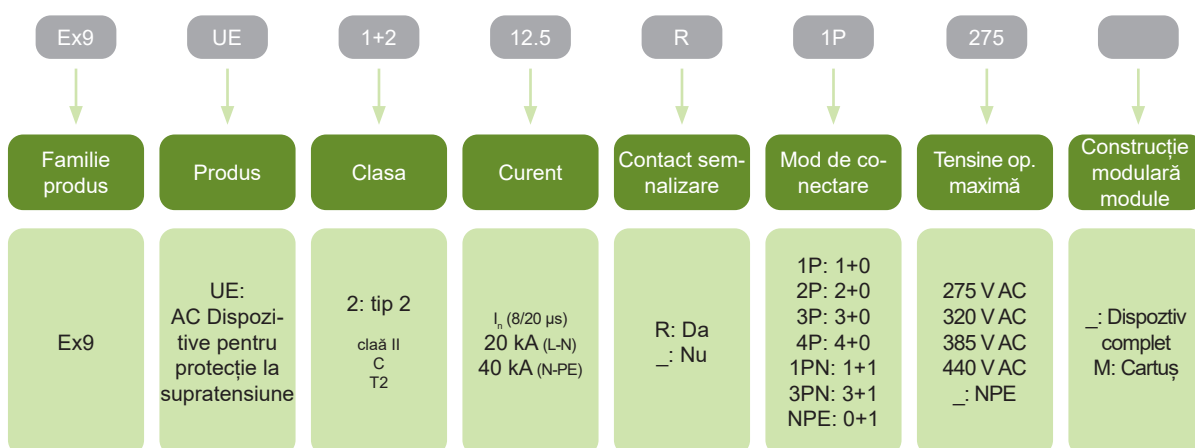 Ex9
UE
1+2
12.5
R
1P
275
Familie
produs
Produs
Clasa
Curent
Contact sem-
nalizare
Mod de co-
nectare
Tensine op.
maximă
Construcție
modulară
module
Ex9
UE:
AC Dispozi-
tive pentru
protecție la
supratensiune
2: tip 2
claă II
C
T2
In (8/20 µs)
20 kA (L-N)
40 kA (N-PE)
R: Da
_: Nu
1P: 1+0
2P: 2+0
3P: 3+0
4P: 4+0
1PN: 1+1
3PN: 3+1
NPE: 0+1
275 V AC
320 V AC
385 V AC
440 V AC
_: NPE
_: Dispoztiv
complet
M: Cartuș